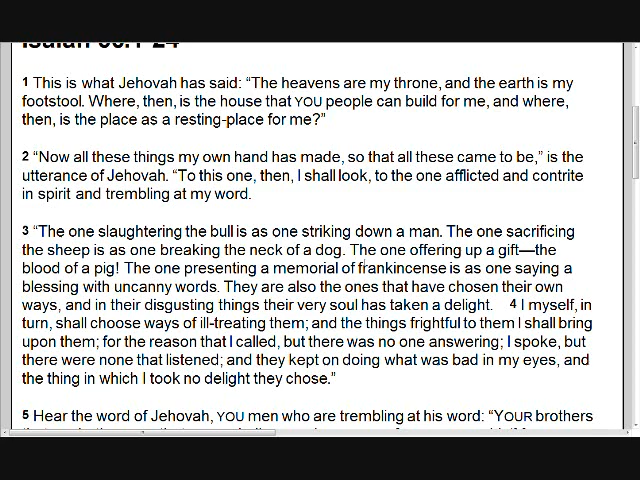 Isaiah 66:1-24
1 This is what Jehovah has said: “The heavens are my throne, and the earth is my
footstool. Where, then, is the house that YOU people can build for me, and where,
then, is the place as a resting-place for me?”
2 “Now all these things my own hand has made, so that all these came to be,” is the
utterance of Jehovah. “To this one, then, I shall look, to the one afflicted and contrite
in spirit and trembling at my word.
3 “The one slaughtering the bull is as one striking down a man. The one sacrificing
the sheep is as one breaking the neck of a dog. The one offering up a gift—the
blood of a pig! The one presenting a memorial of frankincense is as one saying a
blessing with uncanny words. They are also the ones that have chosen their own
ways, and in their disgusting things their very soul has taken a delight. 4 I myself, in
turn, shall choose ways of ill-treating them; and the things frightful to them I shall bring
upon them; for the reason that I called, but there was no one answering; I spoke, but
there were none that listened; and they kept on doing what was bad in my eyes, and
the thing in which I took no delight they chose.”
5 Hear the word of Jehovah, YOU men who are trembling at his word: “YOUR brothers